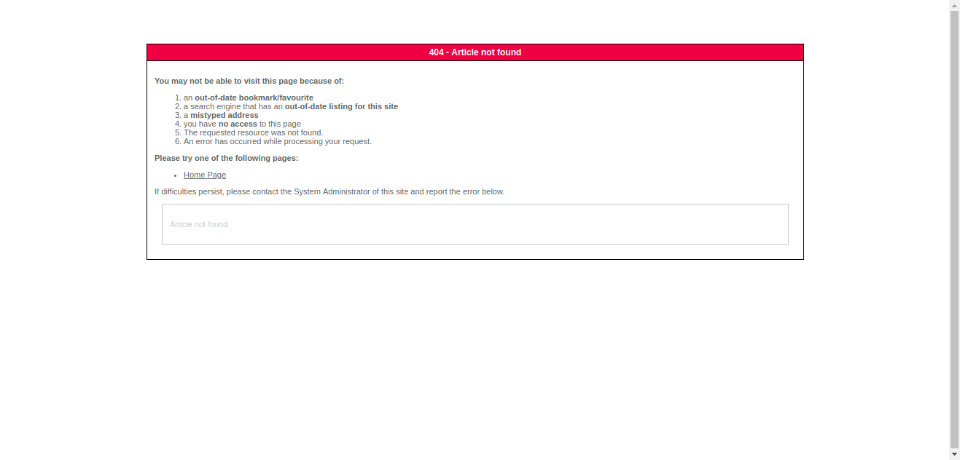 404 - Article not found
You may not be able to visit this page because of:
1. an out-of-date bookmark/favourite
2. a search engine that has an out-of-date listing for this site
3. a mistyped address
4. you have no access to this page
5. The requested resource was not found.
6. An error has occurred while processing your request.
Please try one of the following pages:
• Home Page
If difficulties persist, please contact the System Administrator of this site and report the error below.
Article not found